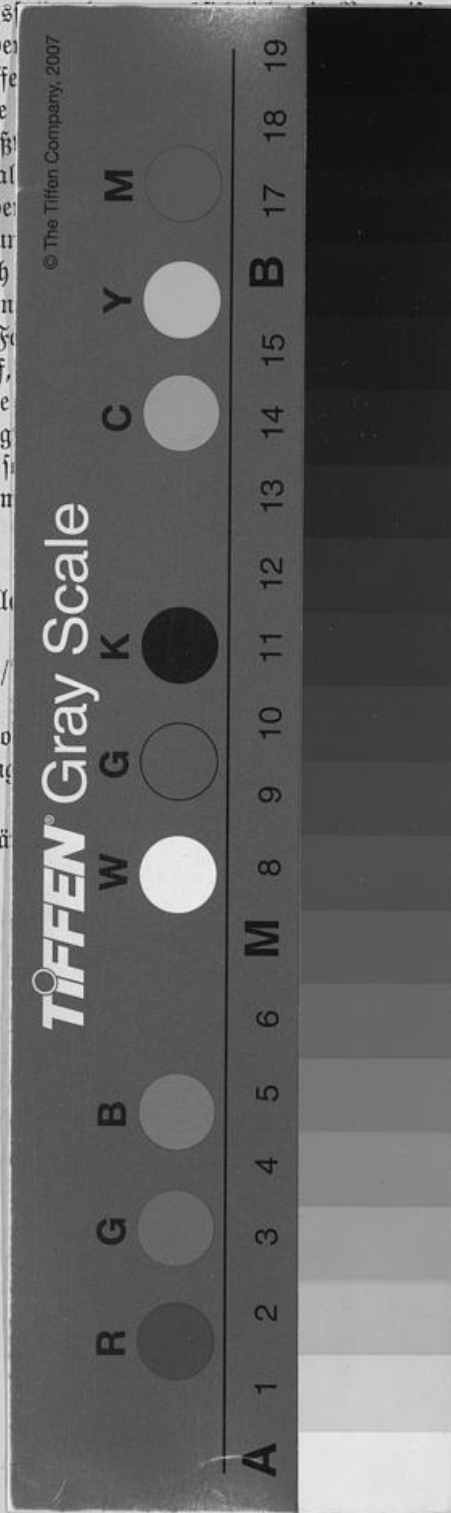 TIFFEN® Gray Scale
© The Tiffen Company, 2007
R G B W G K C Y M
A 1 2 3 4 5 6 M 8 9 10 11 12 13 14 15 B 17 18 19